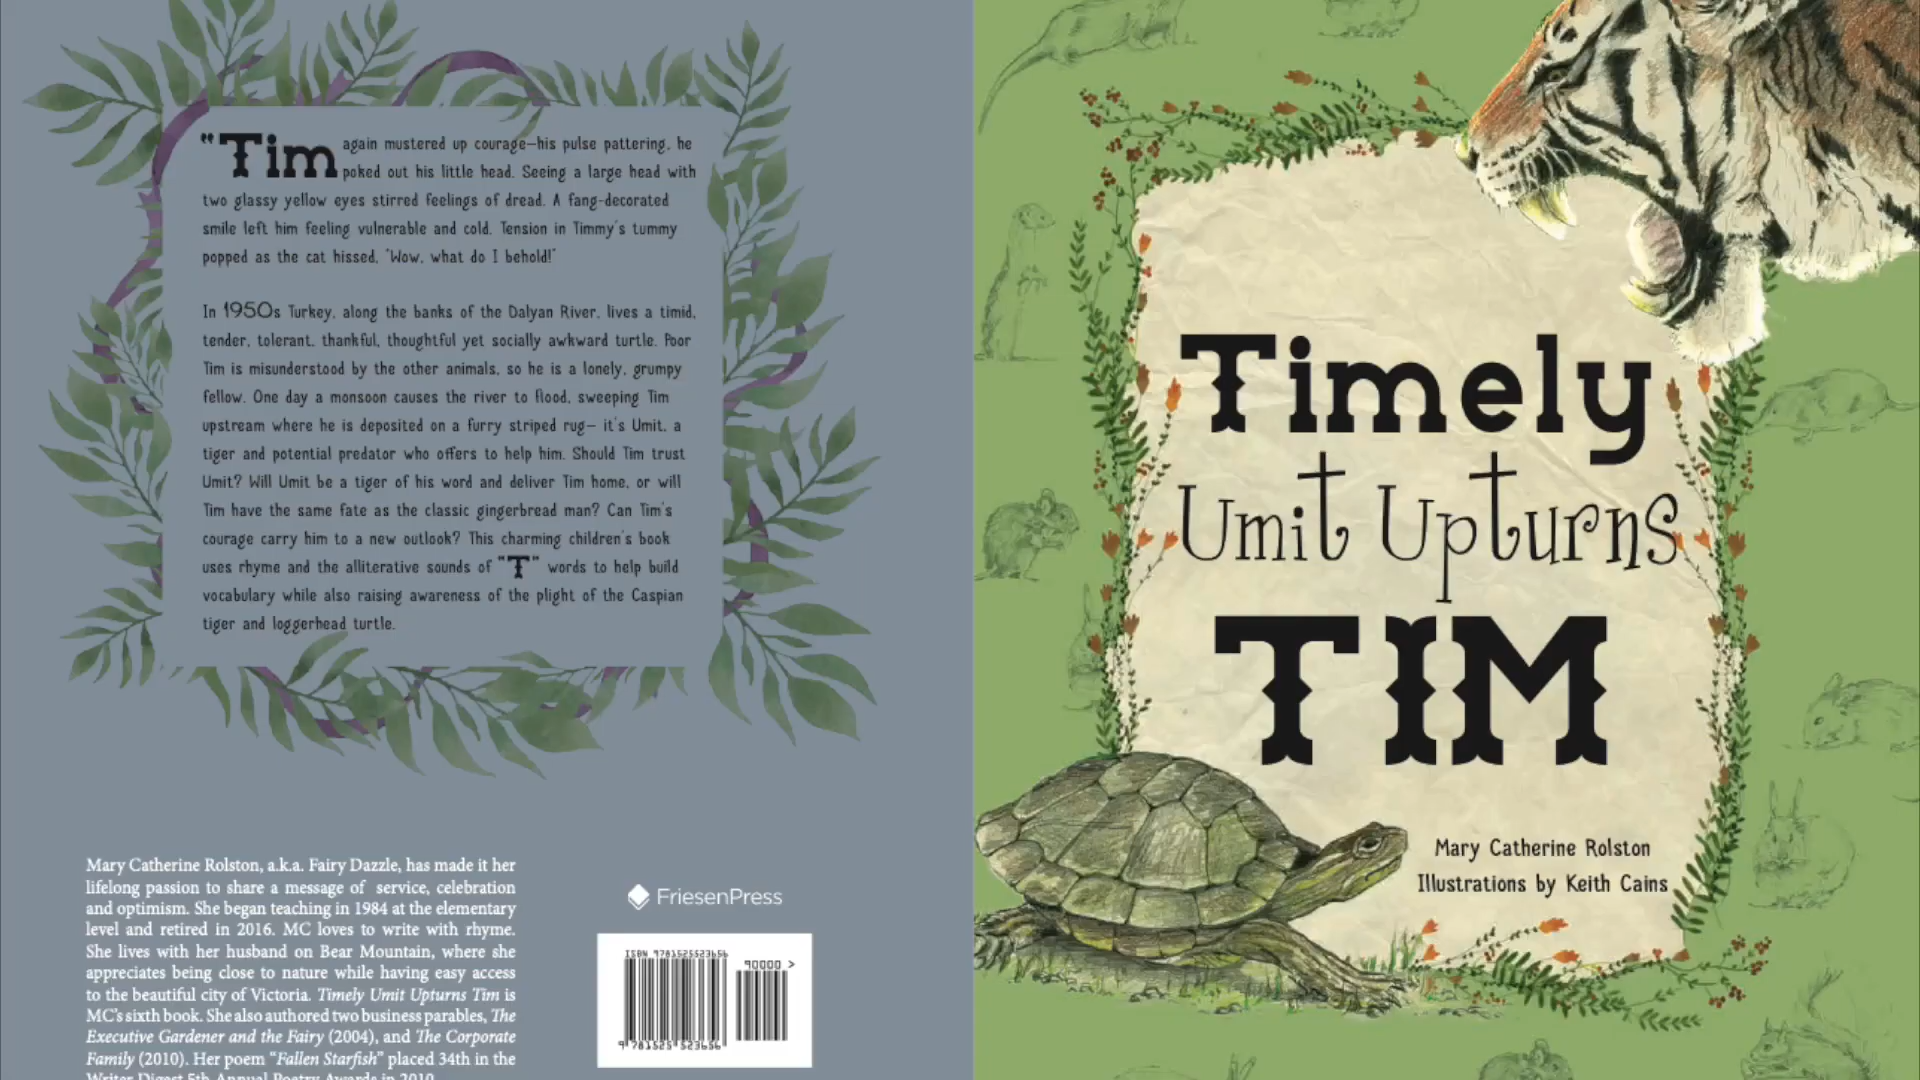 “Tim again mustered up courage—his pulse pattering, he
poked out his little head. Seeing a large head with
two glassy yellow eyes stirred feelings of dread. A fang-decorated
smile left him feeling vulnerable and cold. Tension in Timmy's tummy
popped as the cat hissed, "Wow, what do I behold!"
In 1950s Turkey, along the banks of the Dalyan River, lives a timid,
tender, tolerant, thankful, thoughtful yet socially awkward turtle. Poor
Tim is misunderstood by the other animals, so he is a lonely, grumpy
fellow. One day a monsoon causes the river to flood, sweeping Tim
upstream where he is deposited on a furry striped rug— it's Umit, a
tiger and potential predator who offers to help him. Should Tim trust
Umit? Will Umit be a tiger of his word and deliver Tim home, or will
Tim have the same fate as the classic gingerbread man? Can Tim's
courage carry him to a new outlook? This charming children's book
uses rhyme and the alliterative sounds of "T" words to help build
vocabulary while also raising awareness of the plight of the Caspian
tiger and loggerhead turtle.
Mary Catherine Rolston, a.k.a. Fairy Dazzle, has made it her
lifelong passion to share a message of service, celebration
and optimism. She began teaching in 1984 at the elementary
level and retired in 2016. MC loves to write with rhyme.
She lives with her husband on Bear Mountain, where she
appreciates being close to nature while having easy access
to the beautiful city of Victoria. Timely Umit Upturns Tim is
MC's sixth book. She also authored two business parables, The
Executive Gardener and the Fairy (2004), and The Corporate
Family (2010). Her poem “Fallen Starfish” placed 34th in the
Writer Digest 5th Annual Poetry Awards in 2010
FriesenPress
ISBN 9781525523656
90000 >
9 781525 523656
Timely
Umit Upturns
TIM
Mary Catherine Rolston
Illustrations by Keith Cains